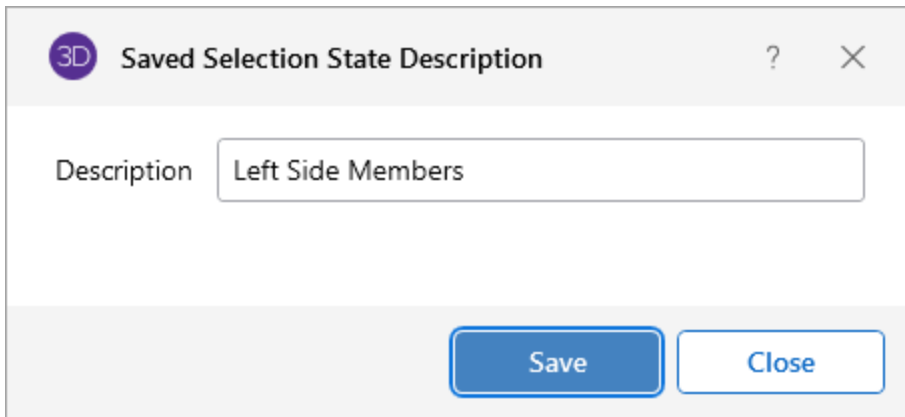 3D Saved Selection State Description ?
Description Left Side Members
Save Close